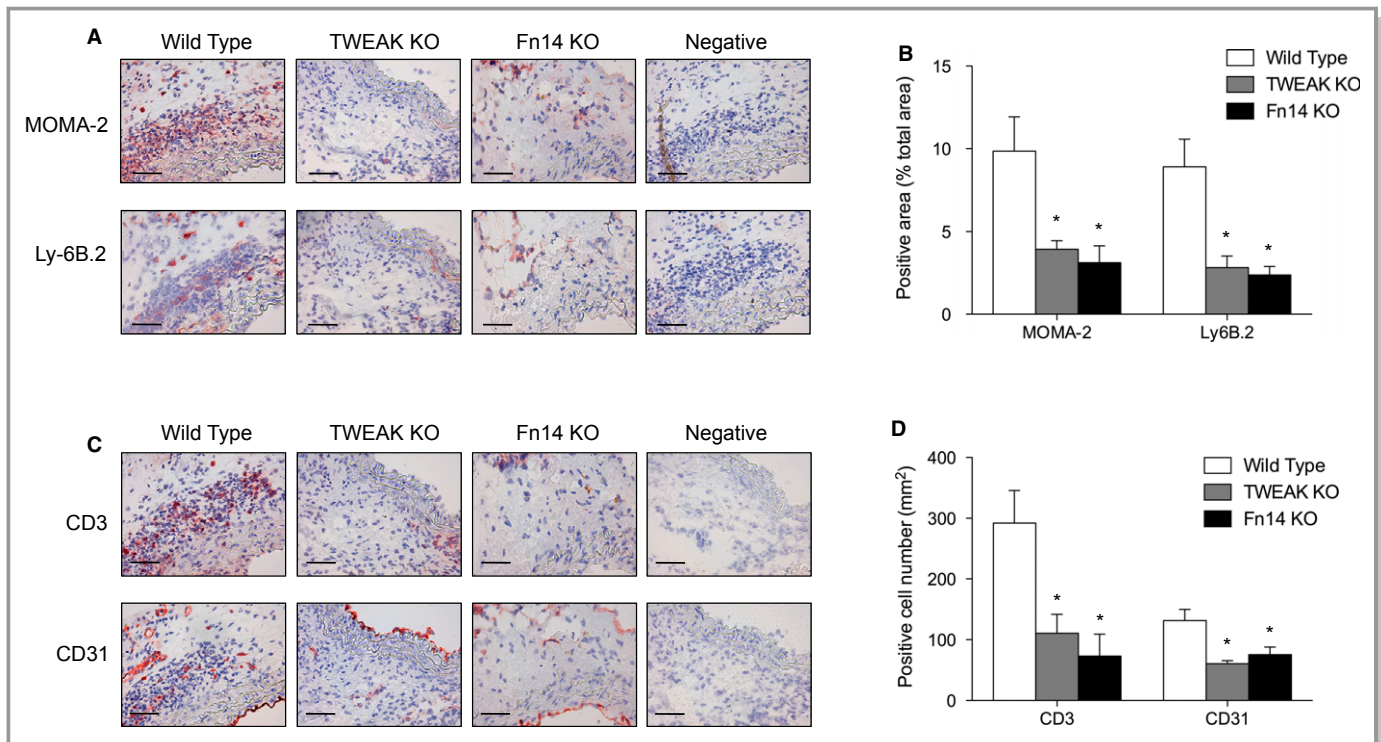 A
Wild Type TWEAK KO Fn14 KO Negative
MOMA-2
Ly-6B.2
B
Wild Type
TWEAK KO
Fn14 KO
Positive area (% total area)
15
10
5
0
* * * *
MOMA-2 Ly6B.2
C
Wild Type TWEAK KO Fn14 KO Negative
CD3
CD31
D
Wild Type
TWEAK KO
Fn14 KO
Positive cell number (mm²)
400
300
200
100
0
* * * *
CD3 CD31